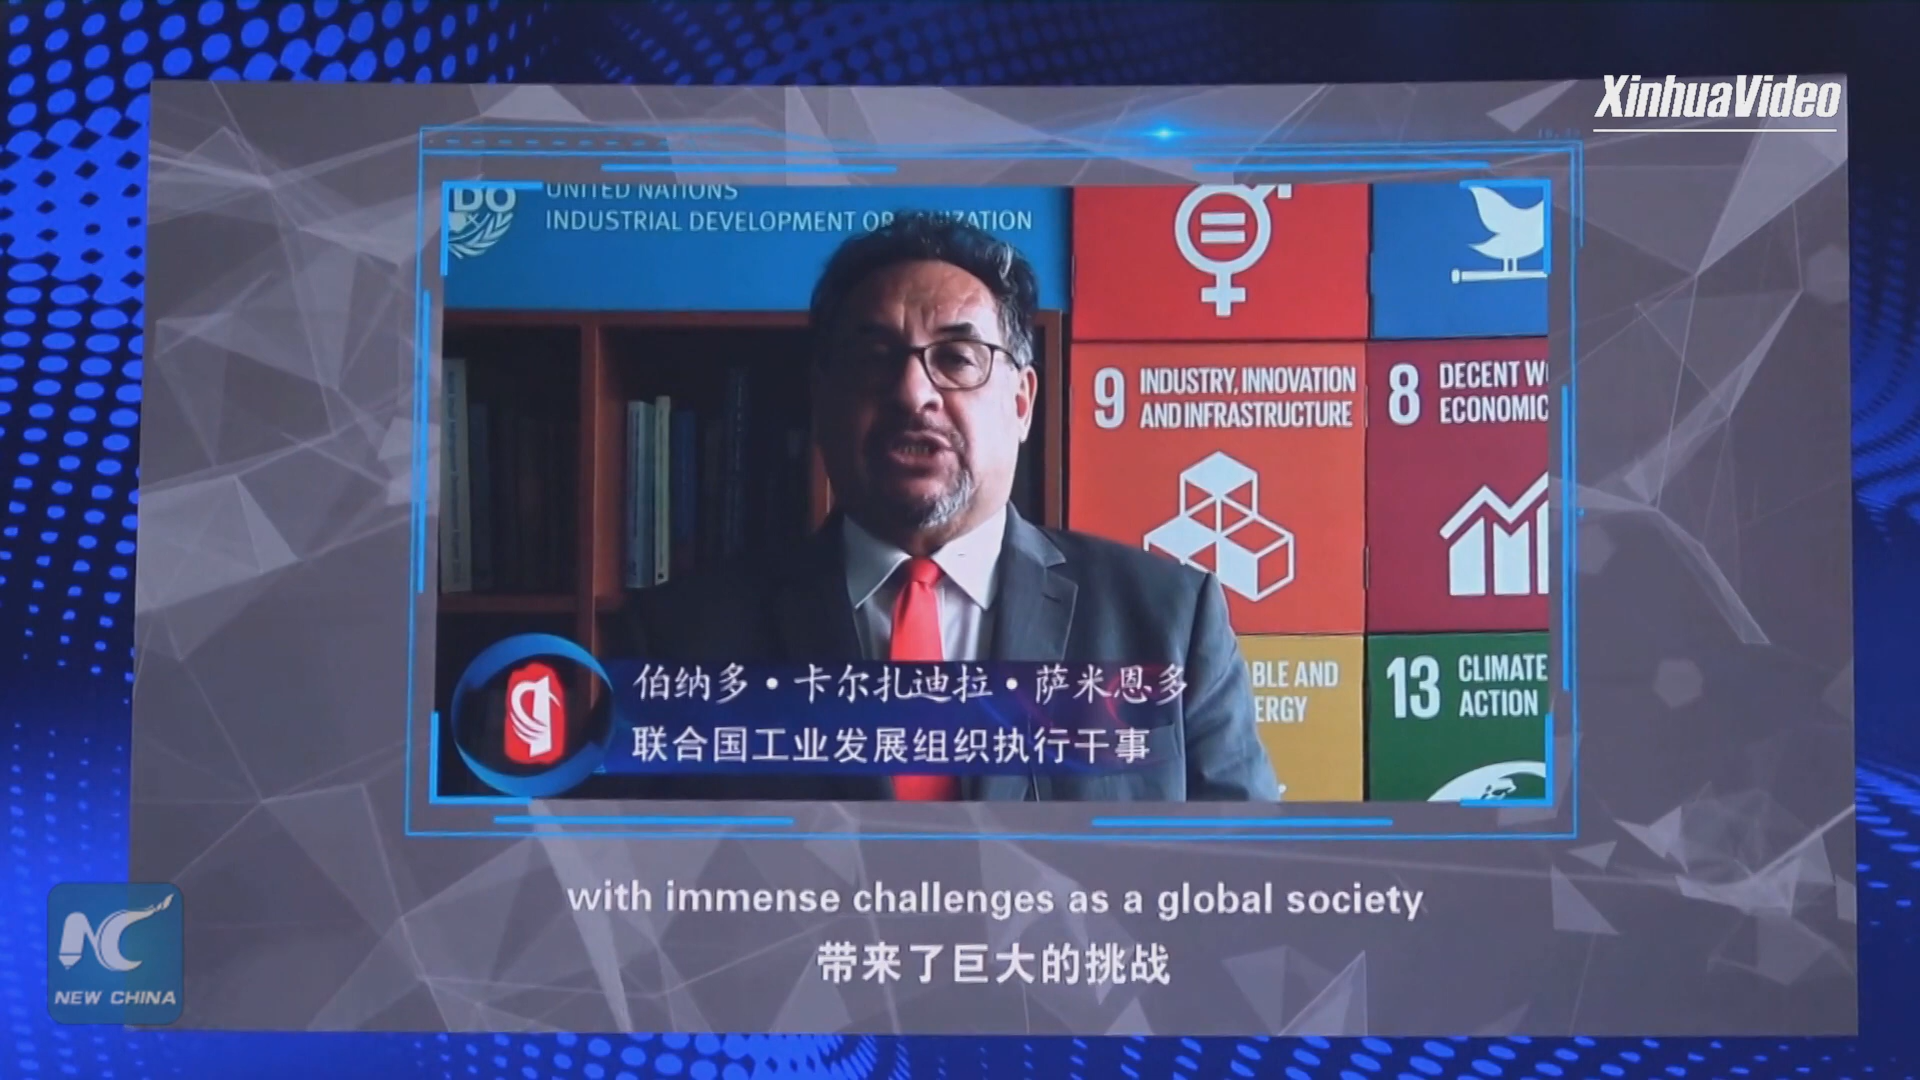 XinhuaVideo
UNITED NATIONS
INDUSTRIAL DEVELOPMENT
9 INDUSTRY, INNOVATION
AND INFRASTRUCTURE
8 DECENT
ECONOMIC
ABLE AND
ERGY
13 CLIMATE
ACTION
伯纳多·卡尔扎迪拉·萨米恩多
联合国工业发展组织执行干事
with immense challenges as a global society
带来了巨大的挑战
NEW CHINA